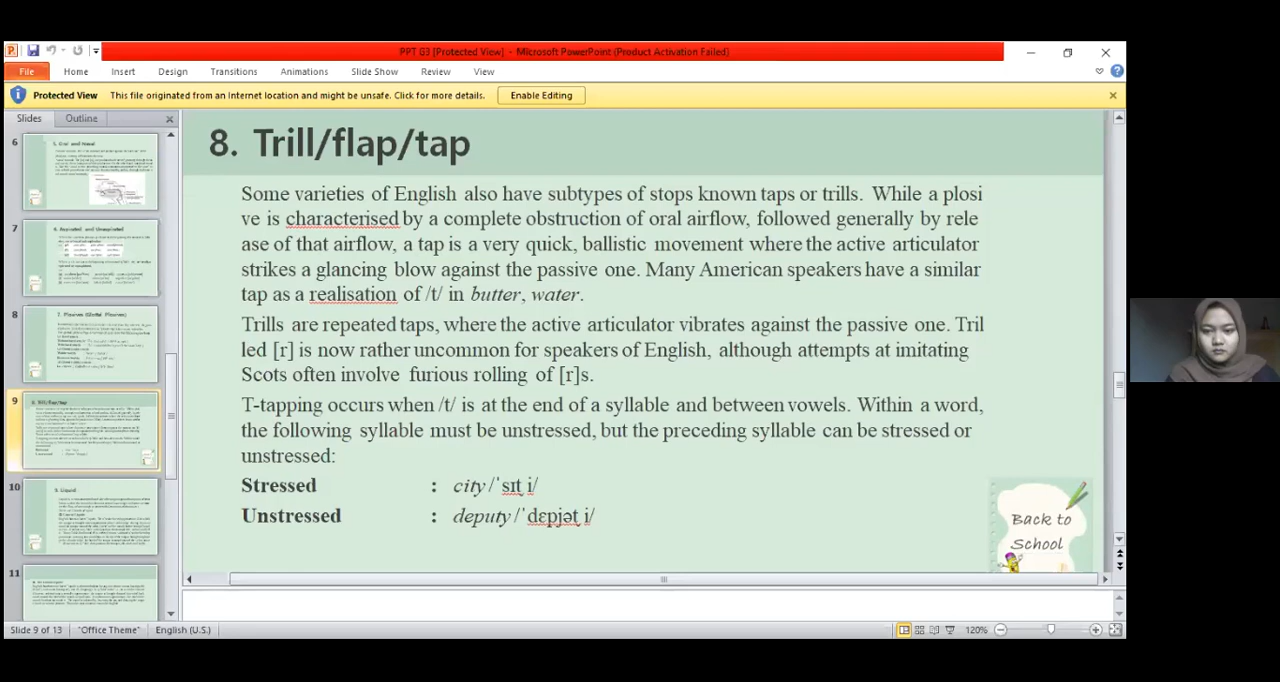 PPT G3 [Protected View] - Microsoft PowerPoint (Product Activation Failed)
File Home Insert Design Transitions Animations Slide Show Review View
Protected View This file originated from an Internet location and might be unsafe. Click for more details. Enable Editing
Slides Outline
6
7
8
9
10
11
8. Trill/flap/tap
Some varieties of English also have subtypes of stops known taps or trills. While a plosi
ve is characterised by a complete obstruction of oral airflow, followed generally by rele
ase of that airflow, a tap is a very quick, ballistic movement where the active articulator
strikes a glancing blow against the passive one. Many American speakers have a similar
tap as a realisation of /t/ in butter, water.
Trills are repeated taps, where the active articulator vibrates against the passive one. Tril
led [r] is now rather uncommon for speakers of English, although attempts at imitating
Scots often involve furious rolling of [r]s.
T-tapping occurs when /t/ is at the end of a syllable and between vowels. Within a word,
the following syllable must be unstressed, but the preceding syllable can be stressed or
unstressed:
Stressed : city /ˈsɪt i/
Unstressed : deputy /ˈdɛpjət i/
Back to
School
Slide 9 of 13 "Office Theme" English (U.S.) 120%